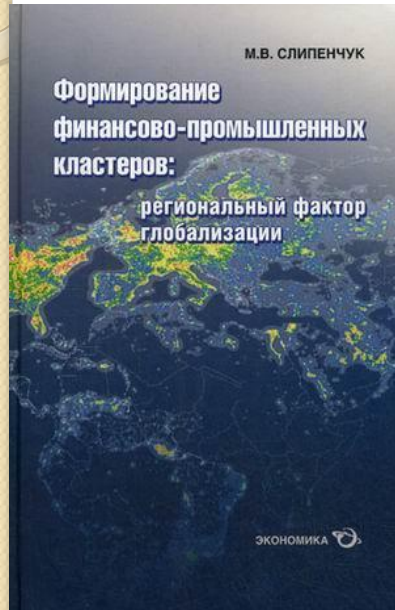 М.В. СЛИПЕНЧУК
Формирование
финансово-промышленных
кластеров:
региональный фактор
глобализации
ЭКОНОМИКА